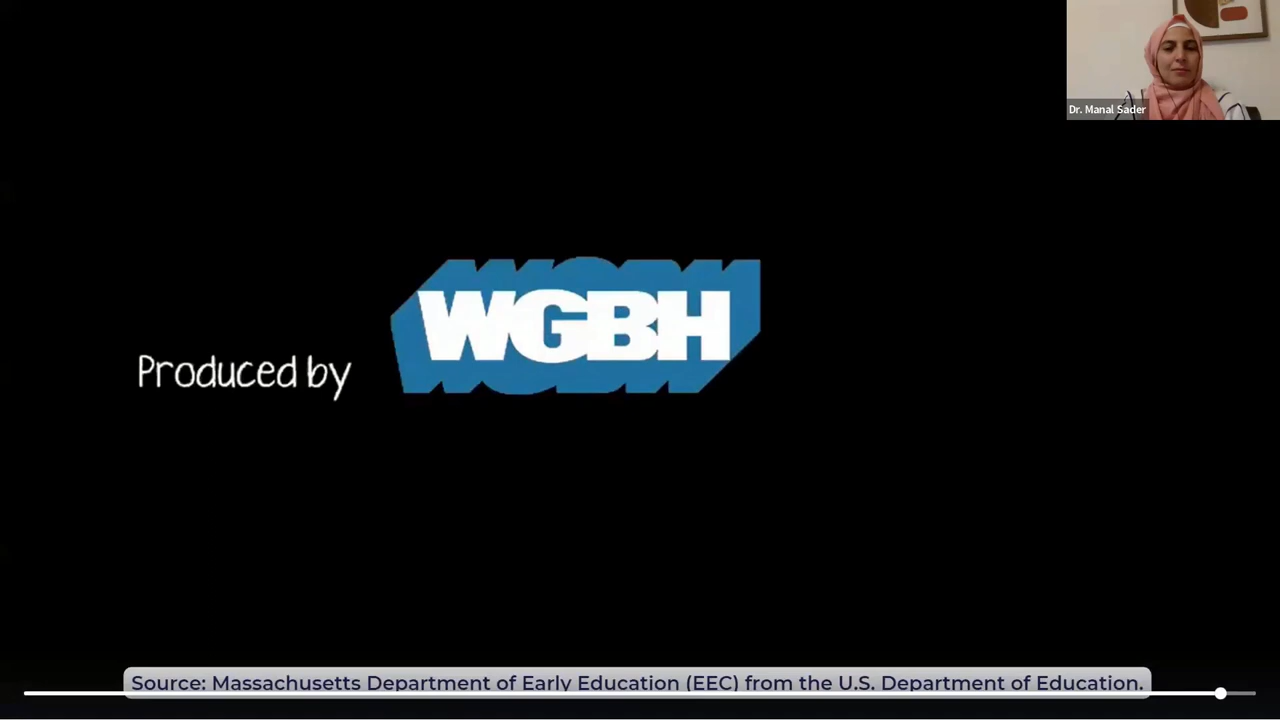 Dr. Manal Sader
WGBH
Produced by
Source: Massachusetts Department of Early Education (EEC) from the U.S. Department of Education.